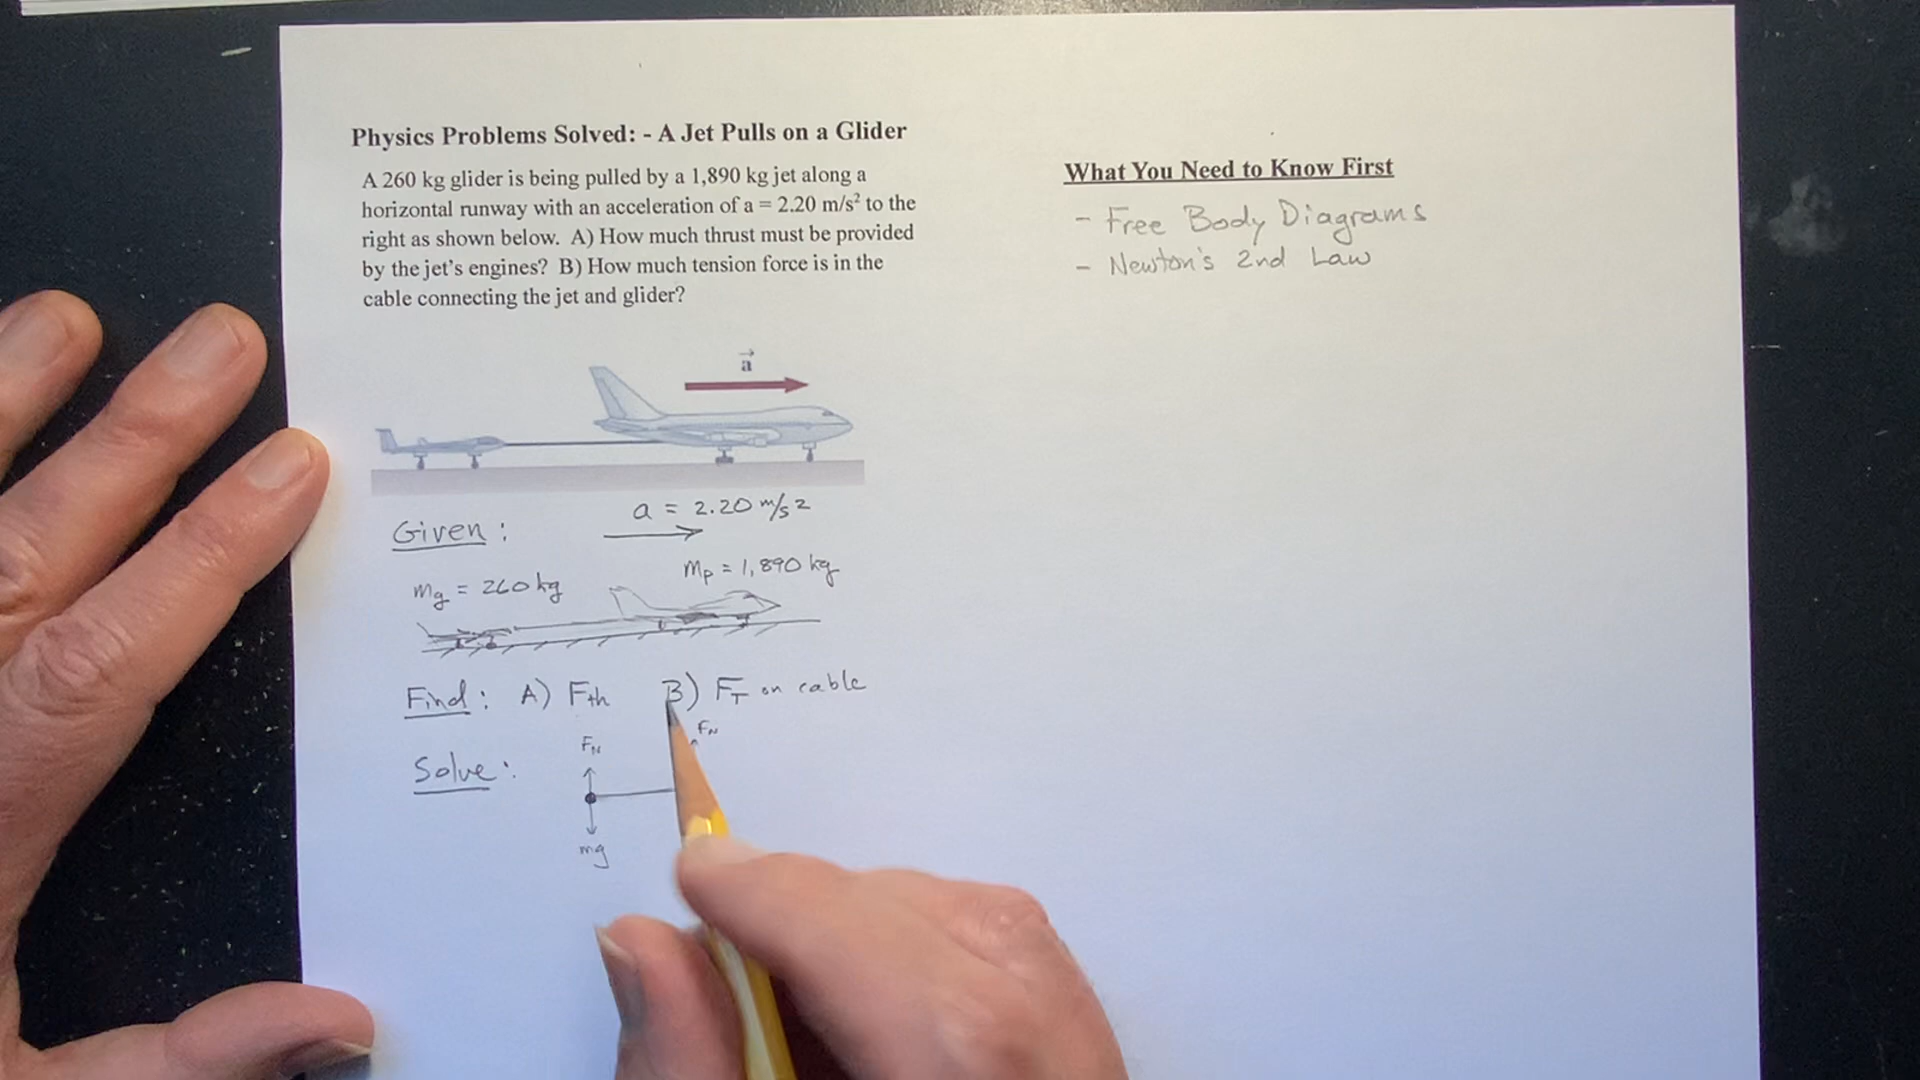 Physics Problems Solved: - A Jet Pulls on a Glider
A 260 kg glider is being pulled by a 1,890 kg jet along a
horizontal runway with an acceleration of a = 2.20 m/s² to the
right as shown below. A) How much thrust must be provided
by the jet's engines? B) How much tension force is in the
cable connecting the jet and glider?
What You Need to Know First
- Free Body Diagrams
- Newton's 2nd Law
a
Given:
a = 2.20 m/s²
mg = 260 kg
mp = 1,890 kg
Find: A) Fth B) FT on cable
Solve:
FN
FN
mg